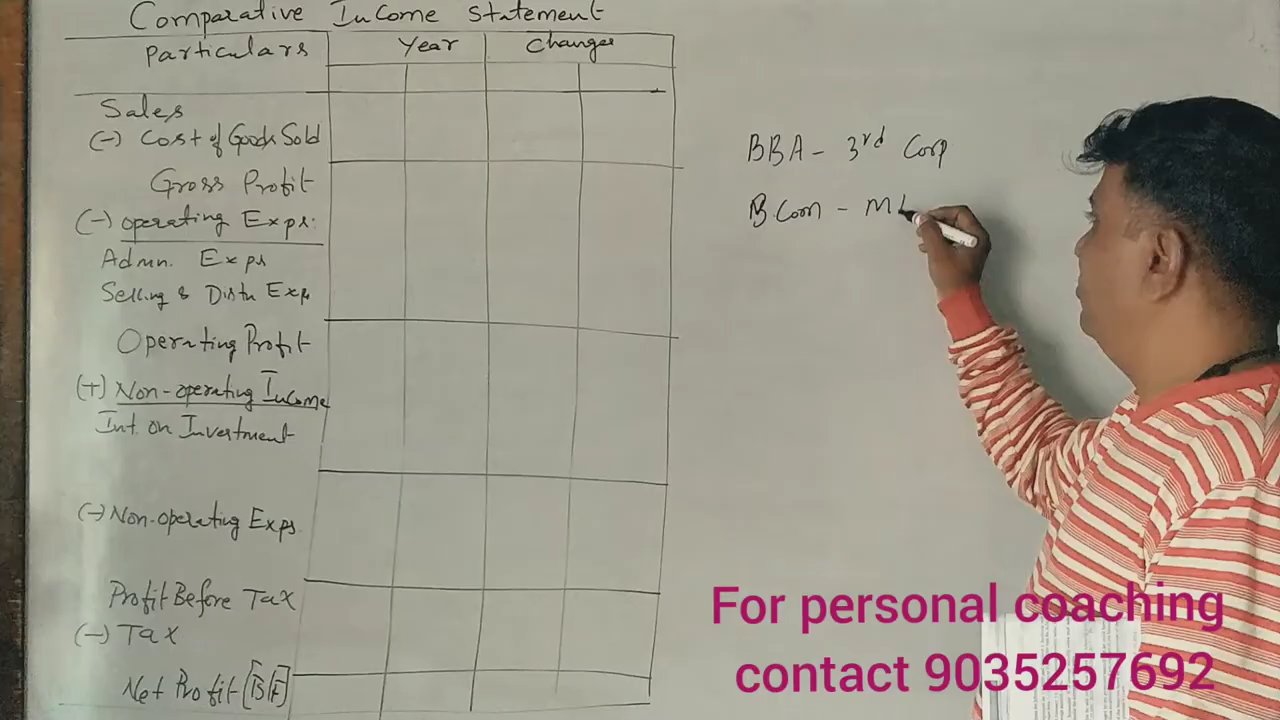 Comparative Income Statement
Particulars Year Changes
Sales
(-) Cost of Goods Sold
Gross Profit
(-) Operating Exps:
Admn. Exps
Selling & Distn Exps
Operating Profit
(+) Non-operating Income
Int. on Investment
(-) Non-operating Exps
Profit Before Tax
(-) Tax
Net Profit
BBA - 3rd Corp
B.Com - M
For personal coaching
contact 9035257692